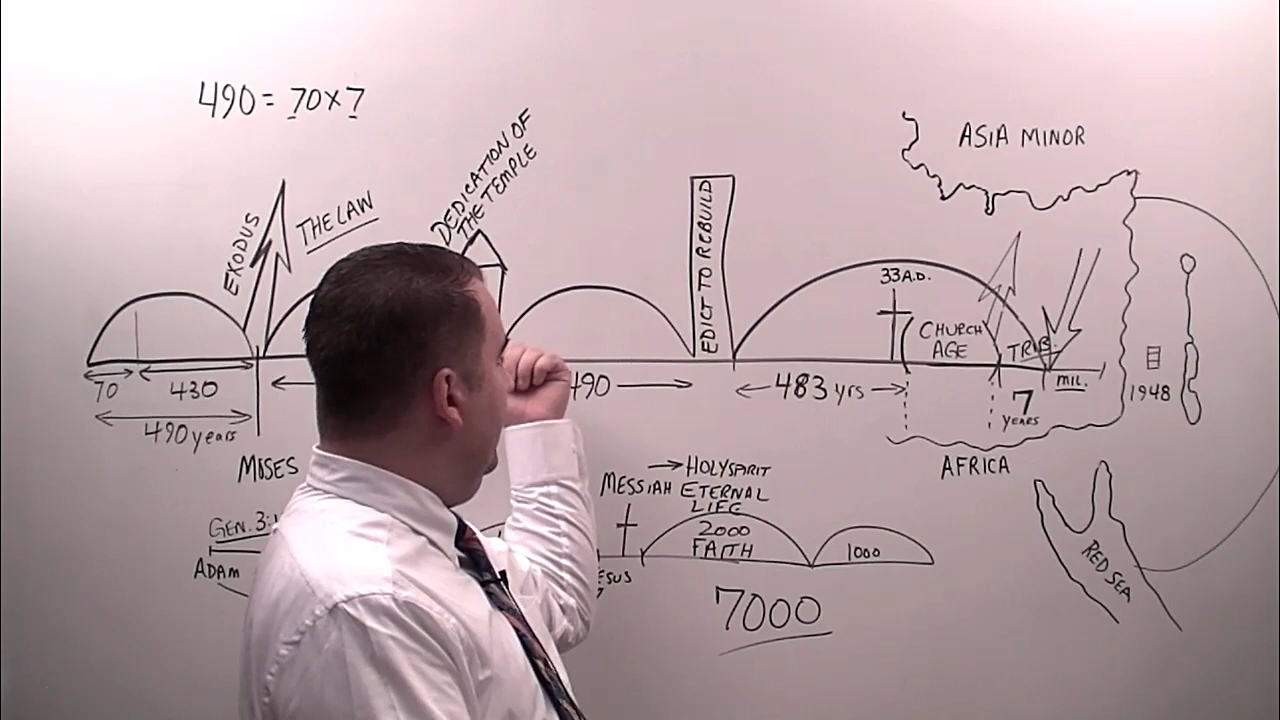 490 = 70x7
EXODUS
THE LAW
DEDICATION OF
THE TEMPLE
EDICT TO REBUILD
33 A.D.
CHURCH
AGE
TRIB.
ASIA MINOR
70
430
490 years
490
483 yrs
7
YEARS
MIL.
1948
AFRICA
RED SEA
MOSES
GEN. 3:
ADAM
→ HOLY SPIRIT
MESSIAH ETERNAL
LIFE
2000
FAITH
1000
7000